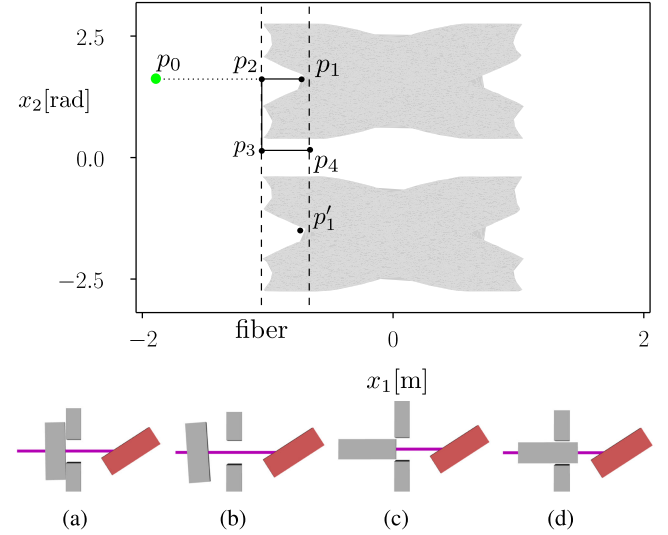 2.5
p₀
p₂
p₁
x₂[rad]
0.0
p₃
p₄
p′₁
−2.5
fiber
−2
0
2
x₁[m]
(a)
(b)
(c)
(d)